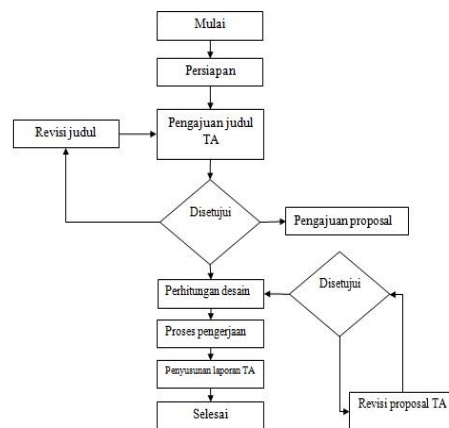 Mulai
Persiapan
Pengajuan judul
TA
Revisi judul
Disetujui
Pengajuan proposal
Perhitungan desain
Disetujui
Proses pengerjaan
Penyusunan laporan TA
Revisi proposal TA
Selesai